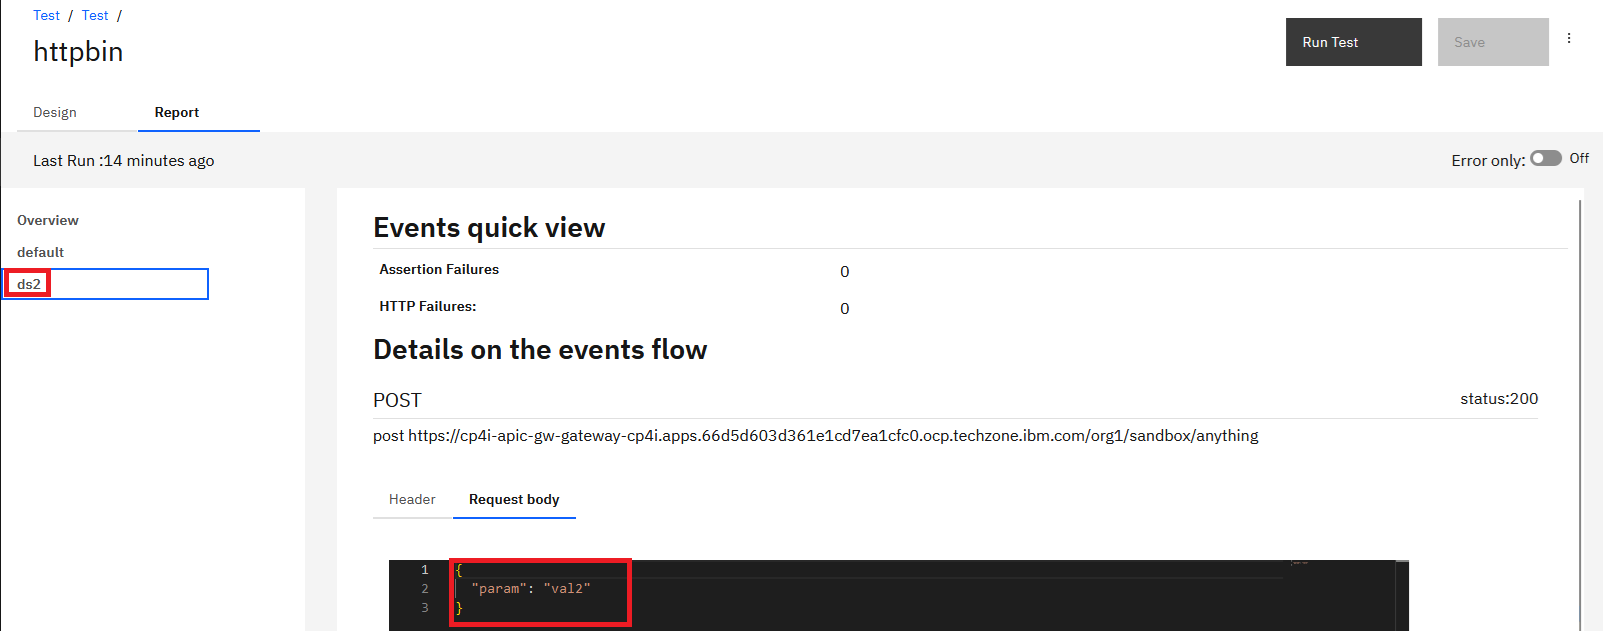 Test / Test /
httpbin
Run Test
Save
Design
Report
Last Run :14 minutes ago
Error only:
Off
Overview
default
ds2
Events quick view
Assertion Failures
0
HTTP Failures:
0
Details on the events flow
POST
status:200
post https://cp4i-apic-gw-gateway-cp4i.apps.66d5d603d361e1cd7ea1cfc0.ocp.techzone.ibm.com/org1/sandbox/anything
Header
Request body
1 {
2 "param": "val2"
3 }